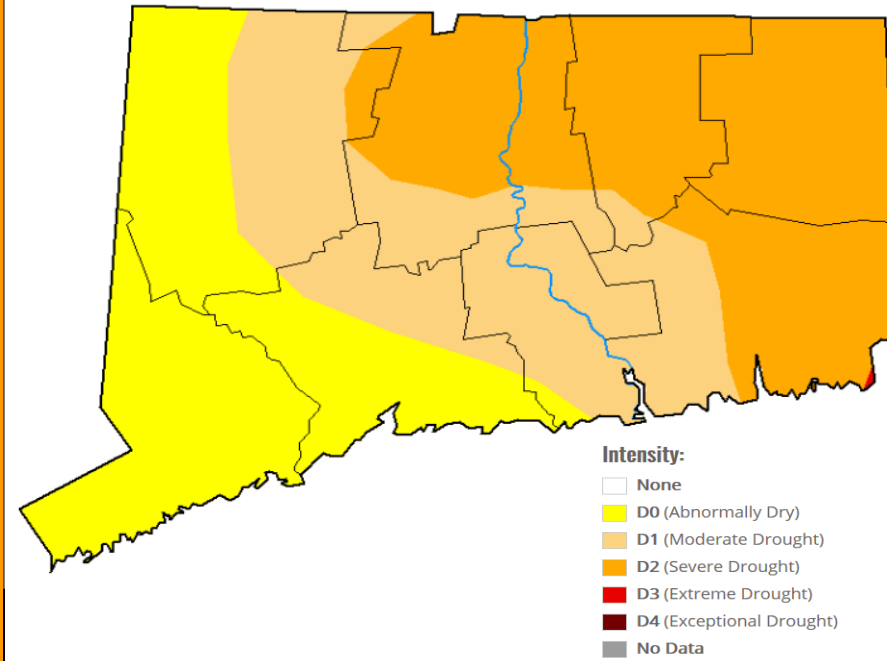 Intensity:
None
D0 (Abnormally Dry)
D1 (Moderate Drought)
D2 (Severe Drought)
D3 (Extreme Drought)
D4 (Exceptional Drought)
No Data